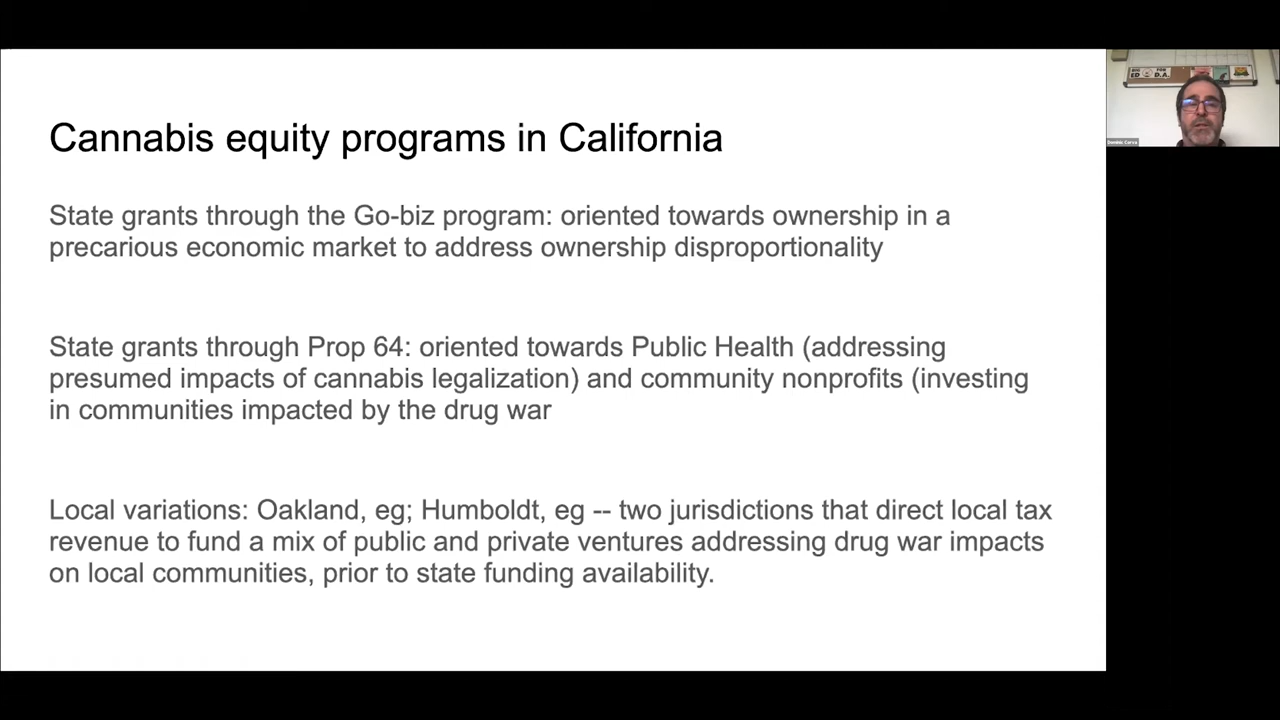 Cannabis equity programs in California
State grants through the Go-biz program: oriented towards ownership in a
precarious economic market to address ownership disproportionality
State grants through Prop 64: oriented towards Public Health (addressing
presumed impacts of cannabis legalization) and community nonprofits (investing
in communities impacted by the drug war
Local variations: Oakland, eg; Humboldt, eg -- two jurisdictions that direct local tax
revenue to fund a mix of public and private ventures addressing drug war impacts
on local communities, prior to state funding availability.
ED
FOR
D.A.
Dominic Corva